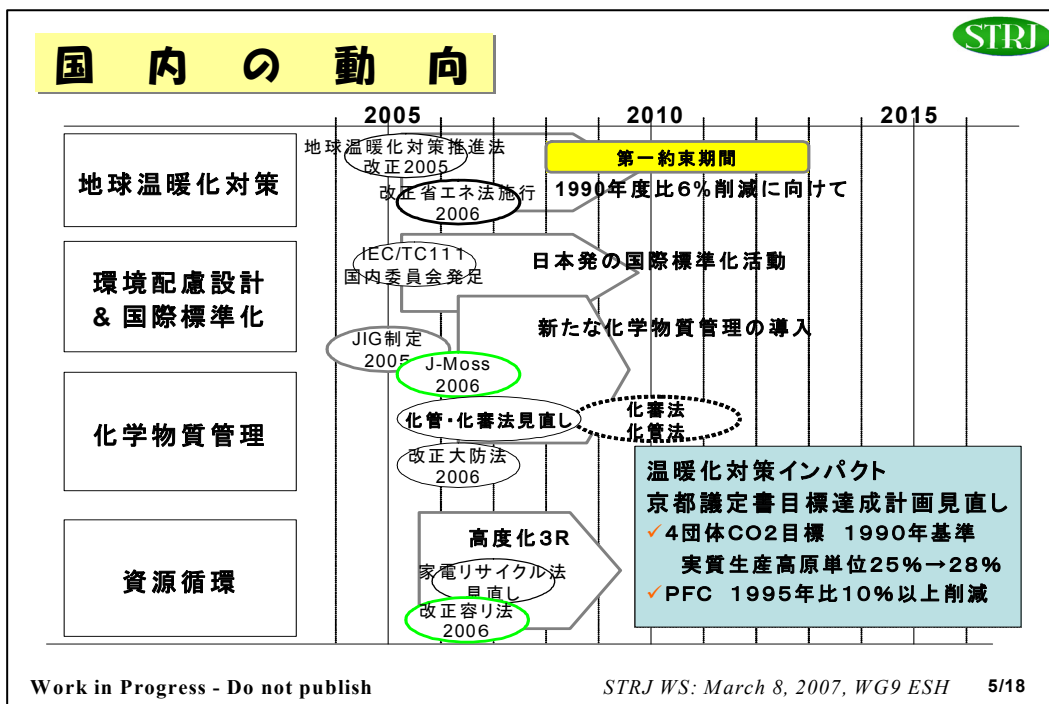 国内の動向
STRJ
2005
2010
2015
地球温暖化対策
地球温暖化対策推進法
改正2005
改正省エネ法施行
2006
第一約束期間
1990年度比6%削減に向けて
環境配慮設計
& 国際標準化
IEC/TC111
国内委員会発足
日本発の国際標準化活動
新たな化学物質管理の導入
JIG制定
2005
J-Moss
2006
化学物質管理
化管・化審法見直し
化審法
化管法
改正大防法
2006
資源循環
高度化3R
家電リサイクル法
見直し
改正容リ法
2006
温暖化対策インパクト
京都議定書目標達成計画見直し
✓4団体CO2目標 1990年基準
実質生産高原単位25%→28%
✓PFC 1995年比10%以上削減
Work in Progress - Do not publish
STRJ WS: March 8, 2007, WG9 ESH
5/18